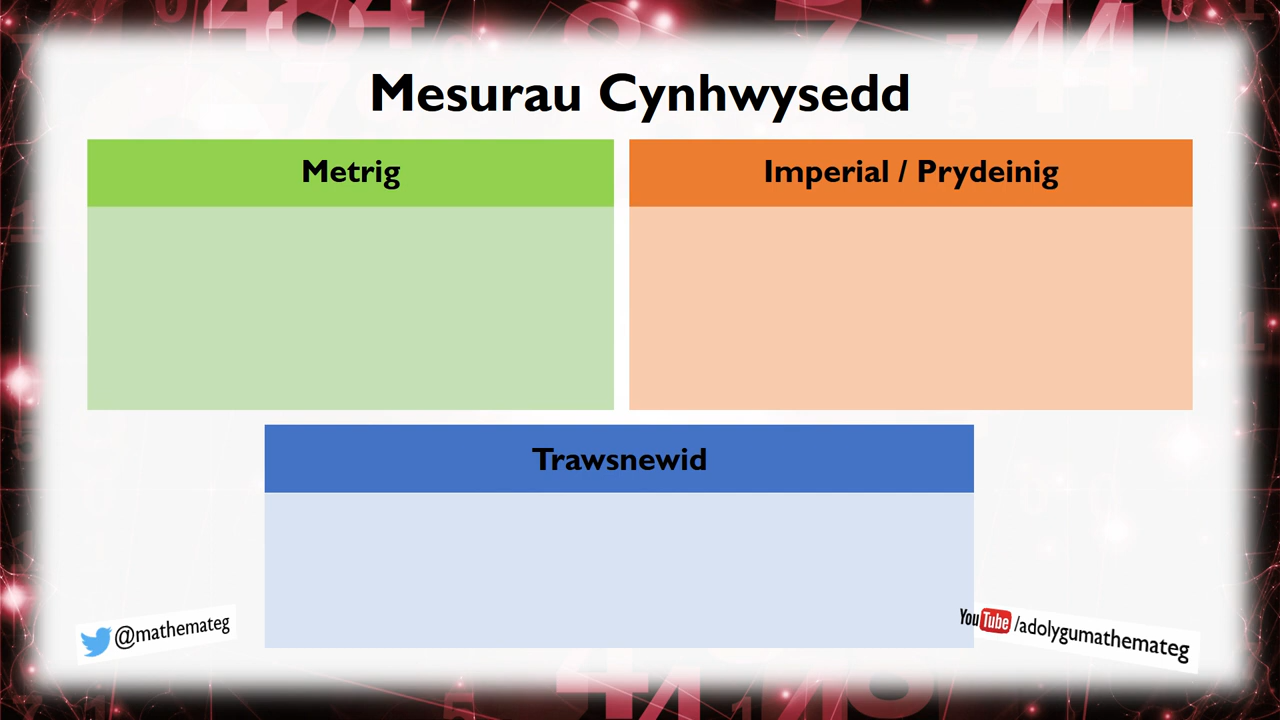 Mesurau Cynhwysedd
Metrig
Imperial / Prydeinig
Trawsnewid
@mathemateg
YouTube /adolygumathemateg